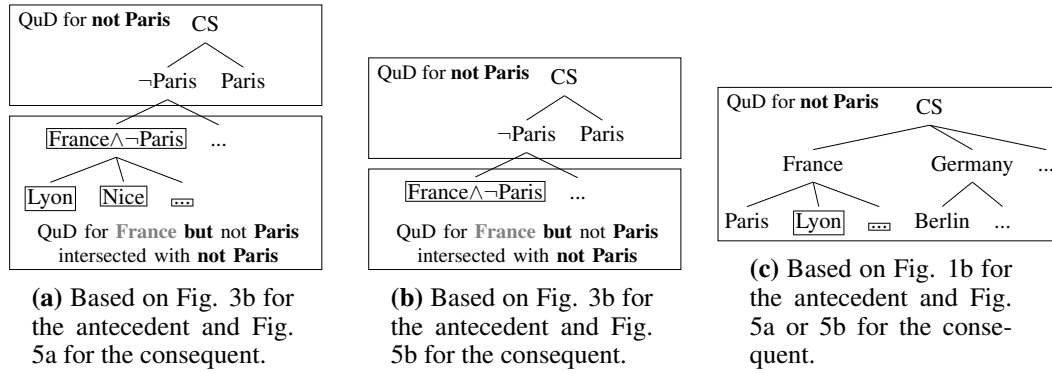 QuD for not Paris CS
¬Paris Paris
France∧¬Paris ...
Lyon Nice ...
QuD for France but not Paris
intersected with not Paris
(a) Based on Fig. 3b for
the antecedent and Fig.
5a for the consequent.
QuD for not Paris CS
¬Paris Paris
France∧¬Paris ...
QuD for France but not Paris
intersected with not Paris
(b) Based on Fig. 3b for
the antecedent and Fig.
5b for the consequent.
QuD for not Paris CS
France Germany ...
Paris Lyon ... Berlin ...
(c) Based on Fig. 1b for
the antecedent and Fig.
5a or 5b for the conse-
quent.